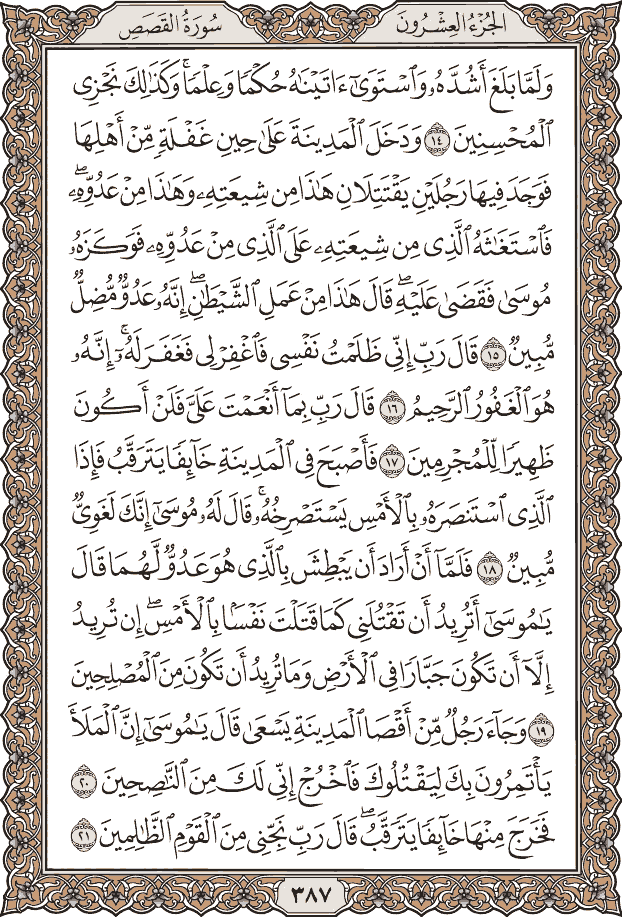 الجُزْءُ العِشْرُونَ
سُورَةُ القَصَصِ
وَلَمَّا بَلَغَ أَشُدَّهُۥ وَٱسْتَوَىٰٓ ءَاتَيْنَٰهُ حُكْمًا وَعِلْمًاۚ وَكَذَٰلِكَ نَجْزِى
ٱلْمُحْسِنِينَ ١٤ وَدَخَلَ ٱلْمَدِينَةَ عَلَىٰ حِينِ غَفْلَةٍ مِّنْ أَهْلِهَا
فَوَجَدَ فِيهَا رَجُلَيْنِ يَقْتَتِلَانِ هَٰذَا مِن شِيعَتِهِۦ وَهَٰذَا مِنْ عَدُوِّهِۦۖ
فَٱسْتَغَٰثَهُ ٱلَّذِى مِن شِيعَتِهِۦ عَلَى ٱلَّذِى مِنْ عَدُوِّهِۦ فَوَكَزَهُۥ
مُوسَىٰ فَقَضَىٰ عَلَيْهِۖ قَالَ هَٰذَا مِنْ عَمَلِ ٱلشَّيْطَٰنِۖ إِنَّهُۥ عَدُوٌّ مُّضِلٌّ
مُّبِينٌ ١٥ قَالَ رَبِّ إِنِّى ظَلَمْتُ نَفْسِى فَٱغْفِرْ لِى فَغَفَرَ لَهُۥٓۚ إِنَّهُۥ
هُوَ ٱلْغَفُورُ ٱلرَّحِيمُ ١٦ قَالَ رَبِّ بِمَآ أَنْعَمْتَ عَلَىَّ فَلَنْ أَكُونَ
ظَهِيرًا لِّلْمُجْرِمِينَ ١٧ فَأَصْبَحَ فِى ٱلْمَدِينَةِ خَآئِفًا يَتَرَقَّبُ فَإِذَا
ٱلَّذِى ٱسْتَنصَرَهُۥ بِٱلْأَمْسِ يَسْتَصْرِخُهُۥۚ قَالَ لَهُۥ مُوسَىٰٓ إِنَّكَ لَغَوِىٌّ
مُّبِينٌ ١٨ فَلَمَّآ أَنْ أَرَادَ أَن يَبْطِشَ بِٱلَّذِى هُوَ عَدُوٌّ لَّهُمَا قَالَ
يَٰمُوسَىٰٓ أَتُرِيدُ أَن تَقْتُلَنِى كَمَا قَتَلْتَ نَفْسًۢا بِٱلْأَمْسِۖ إِن تُرِيدُ
إِلَّآ أَن تَكُونَ جَبَّارًا فِى ٱلْأَرْضِ وَمَا تُرِيدُ أَن تَكُونَ مِنَ ٱلْمُصْلِحِينَ
١٩ وَجَآءَ رَجُلٌ مِّنْ أَقْصَا ٱلْمَدِينَةِ يَسْعَىٰ قَالَ يَٰمُوسَىٰٓ إِنَّ ٱلْمَلَأَ
يَأْتَمِرُونَ بِكَ لِيَقْتُلُوكَ فَٱخْرُجْ إِنِّى لَكَ مِنَ ٱلنَّٰصِحِينَ ٢٠
فَخَرَجَ مِنْهَا خَآئِفًا يَتَرَقَّبُۖ قَالَ رَبِّ نَجِّنِى مِنَ ٱلْقَوْمِ ٱلظَّٰلِمِينَ ٢١
٣٨٧